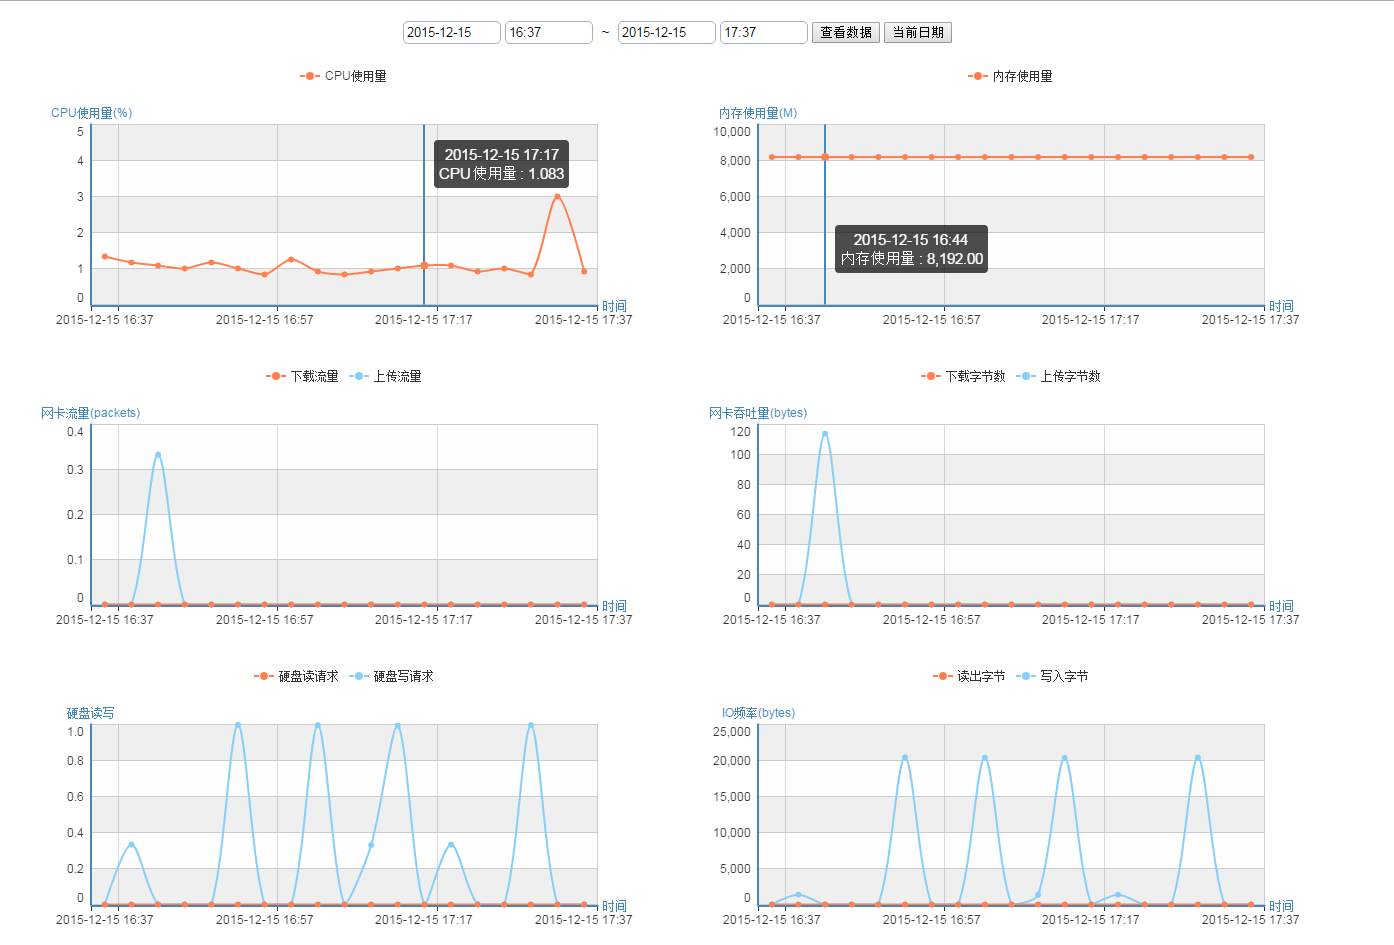 2015-12-15 16:37 ~ 2015-12-15 17:37 查看数据 当前日期
CPU使用量
CPU使用量(%)
5
4
3
2
1
0
2015-12-15 17:17
CPU使用量 : 1.083
时间
2015-12-15 16:37 2015-12-15 16:57 2015-12-15 17:17 2015-12-15 17:37
内存使用量
内存使用量(M)
10,000
8,000
6,000
4,000
2,000
0
2015-12-15 16:44
内存使用量 : 8,192.00
时间
2015-12-15 16:37 2015-12-15 16:57 2015-12-15 17:17 2015-12-15 17:37
下载流量 上传流量
网卡流量(packets)
0.4
0.3
0.2
0.1
0
时间
2015-12-15 16:37 2015-12-15 16:57 2015-12-15 17:17 2015-12-15 17:37
下载字节数 上传字节数
网卡吞吐量(bytes)
120
100
80
60
40
20
0
时间
2015-12-15 16:37 2015-12-15 16:57 2015-12-15 17:17 2015-12-15 17:37
硬盘读请求 硬盘写请求
硬盘读写
1.0
0.8
0.6
0.4
0.2
0
时间
2015-12-15 16:37 2015-12-15 16:57 2015-12-15 17:17 2015-12-15 17:37
读出字节 写入字节
IO频率(bytes)
25,000
20,000
15,000
10,000
5,000
0
时间
2015-12-15 16:37 2015-12-15 16:57 2015-12-15 17:17 2015-12-15 17:37